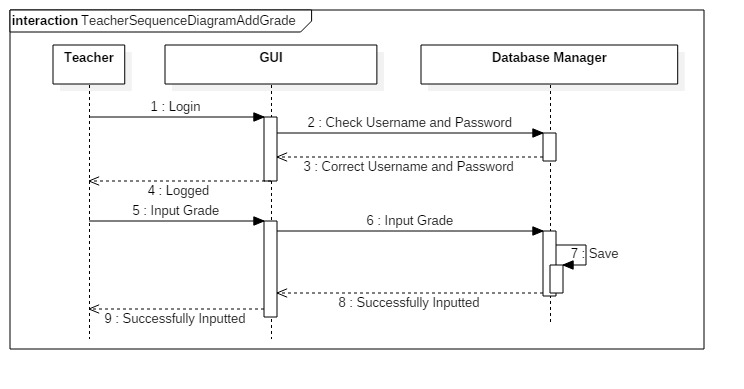 interaction TeacherSequenceDiagramAddGrade
Teacher
GUI
Database Manager
1 : Login
2 : Check Username and Password
3 : Correct Username and Password
4 : Logged
5 : Input Grade
6 : Input Grade
7 : Save
8 : Successfully Inputted
9 : Successfully Inputted